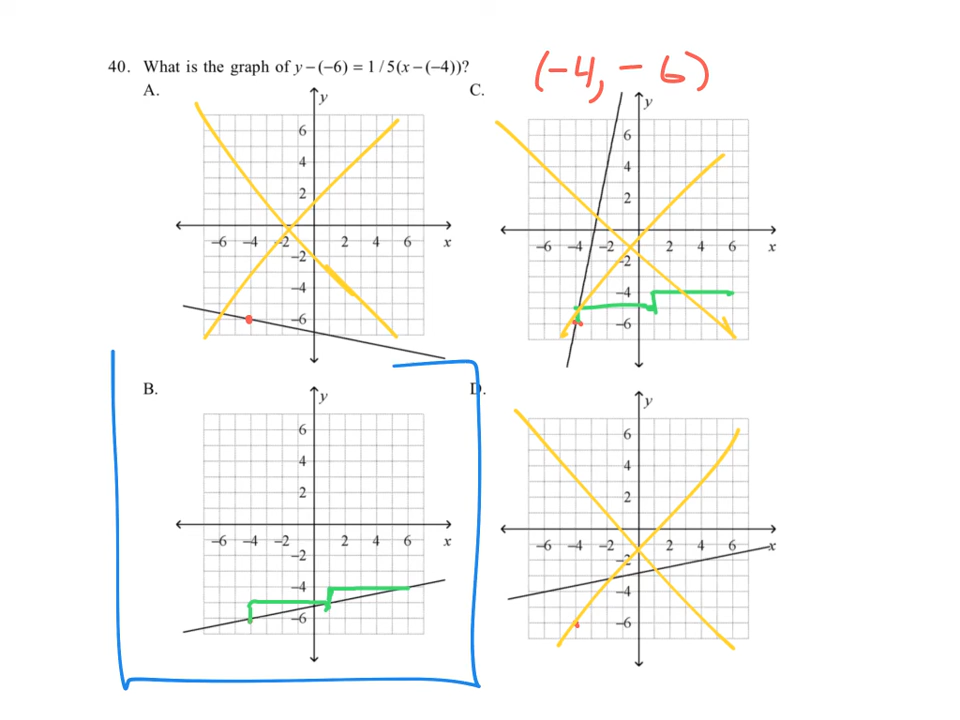 40. What is the graph of y – (–6) = 1 / 5(x – (–4))?
(-4, -6)
A.
y
6
4
2
–6 –4 –2 2 4 6 x
–2
–4
–6
C.
y
6
4
2
–6 –4 –2 2 4 6 x
–2
–4
–6
B.
y
6
4
2
–6 –4 –2 2 4 6 x
–2
–4
–6
D.
y
6
4
2
–6 –4 –2 2 4 6 x
–2
–4
–6